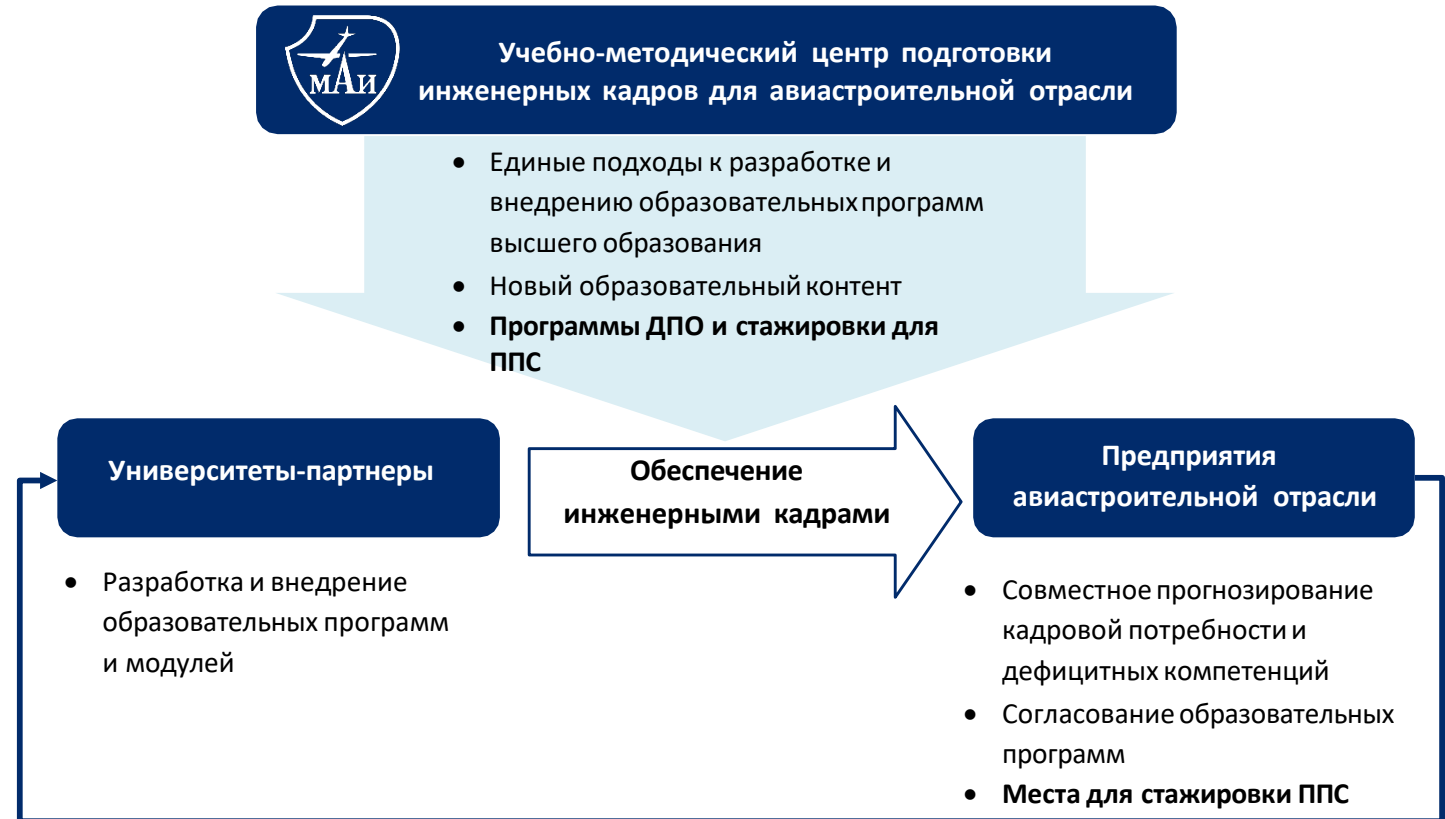 МАИ
Учебно-методический центр подготовки
инженерных кадров для авиастроительной отрасли
• Единые подходы к разработке и
внедрению образовательных программ
высшего образования
• Новый образовательный контент
• Программы ДПО и стажировки для
ППС
Университеты-партнеры
Обеспечение
инженерными кадрами
Предприятия
авиастроительной отрасли
• Разработка и внедрение
образовательных программ
и модулей
• Совместное прогнозирование
кадровой потребности и
дефицитных компетенций
• Согласование образовательных
программ
• Места для стажировки ППС